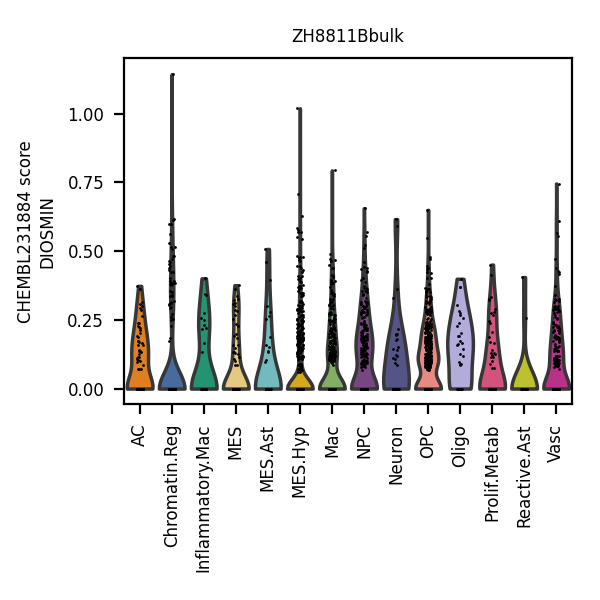 ZH8811Bbulk
CHEMBL231884 score
DIOSMIN
1.00
0.75
0.50
0.25
0.00
AC
Chromatin.Reg
Inflammatory.Mac
MES
MES.Ast
MES.Hyp
Mac
NPC
Neuron
OPC
Oligo
Prolif.Metab
Reactive.Ast
Vasc